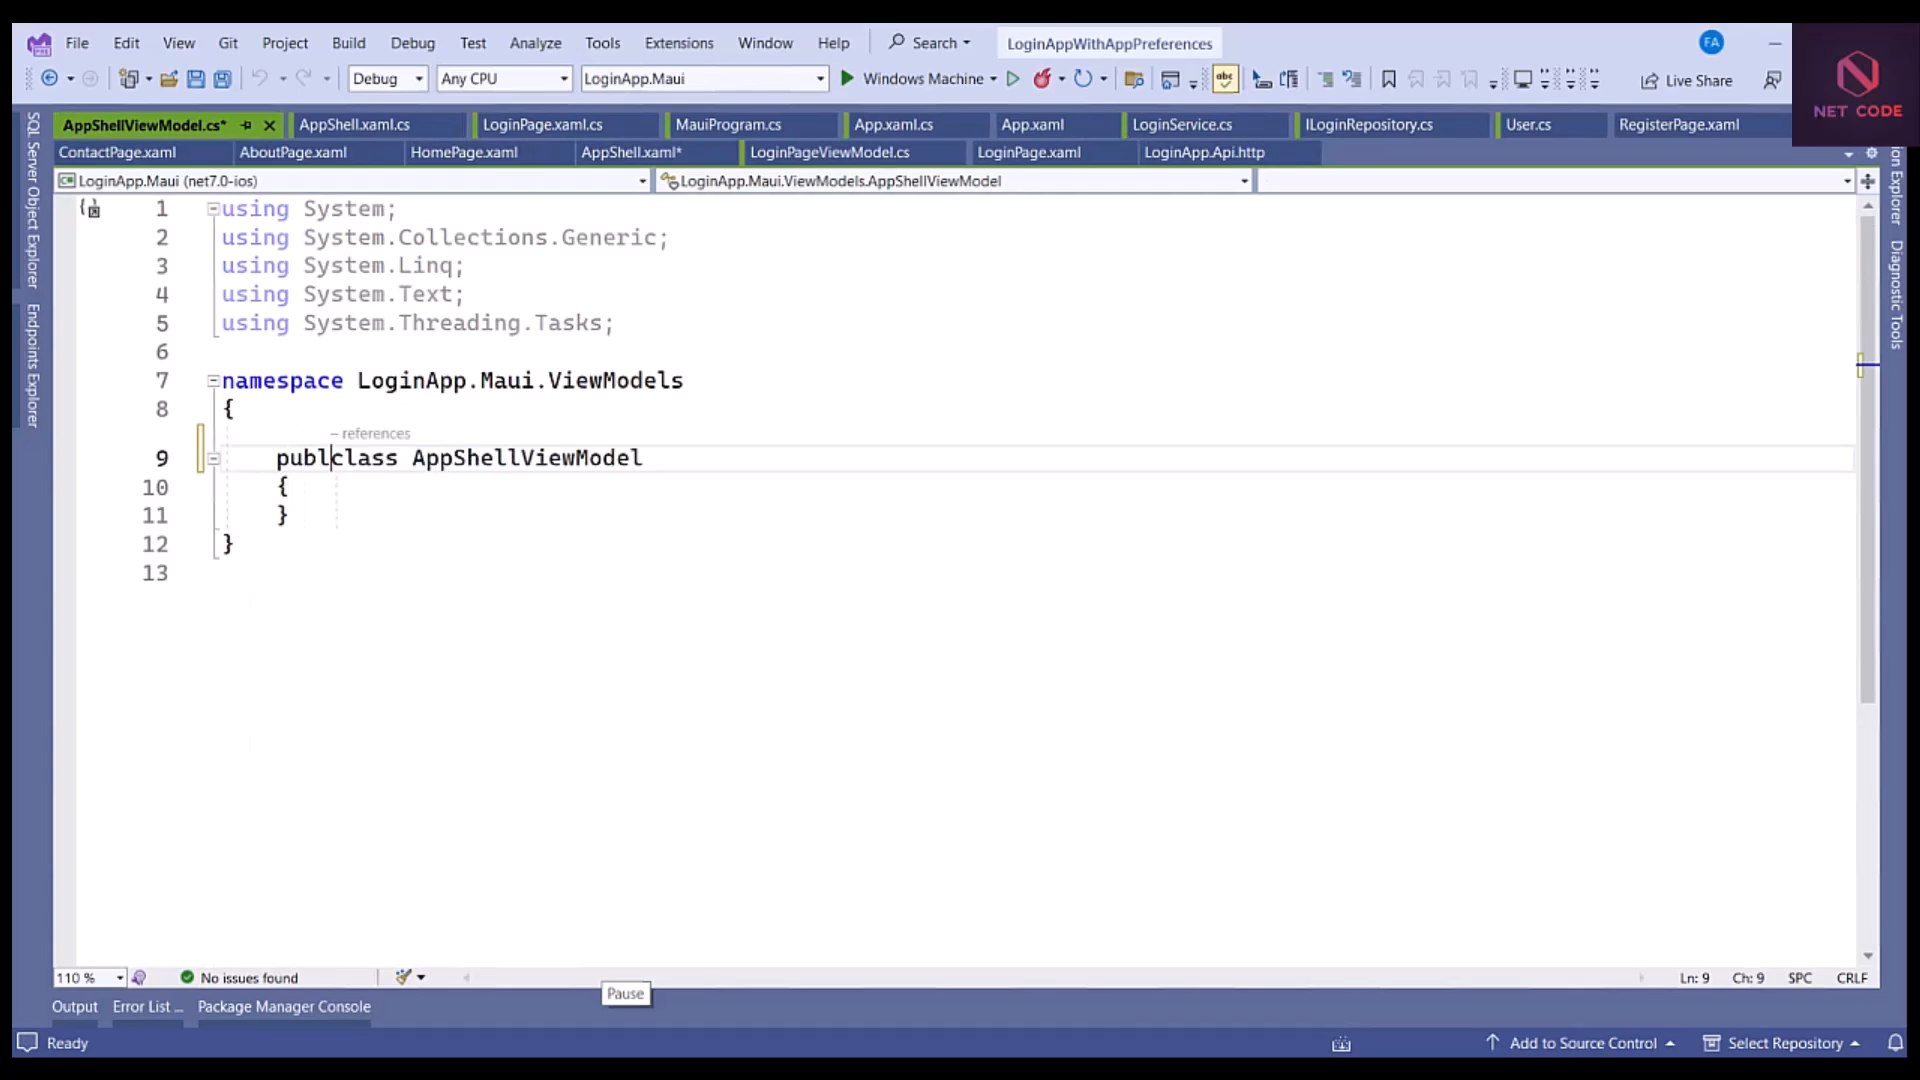 File Edit View Git Project Build Debug Test Analyze Tools Extensions Window Help Search LoginAppWithAppPreferences FA
Debug Any CPU LoginApp.Maui Windows Machine abc Live Share
NET CODE
AppShellViewModel.cs* AppShell.xaml.cs LoginPage.xaml.cs MauiProgram.cs App.xaml.cs App.xaml LoginService.cs ILoginRepository.cs User.cs RegisterPage.xaml
ContactPage.xaml AboutPage.xaml HomePage.xaml AppShell.xaml* LoginPageViewModel.cs LoginPage.xaml LoginApp.Api.http
LoginApp.Maui (net7.0-ios) LoginApp.Maui.ViewModels.AppShellViewModel
SQL Server Object Explorer
Endpoints Explorer
ion Explorer
Diagnostic Tools
1 using System;
2 using System.Collections.Generic;
3 using System.Linq;
4 using System.Text;
5 using System.Threading.Tasks;
6
7 namespace LoginApp.Maui.ViewModels
8 {
– references
9 publclass AppShellViewModel
10 {
11 }
12 }
13
110 % No issues found Ln: 9 Ch: 9 SPC CRLF
Pause
Output Error List ... Package Manager Console
Ready Add to Source Control Select Repository